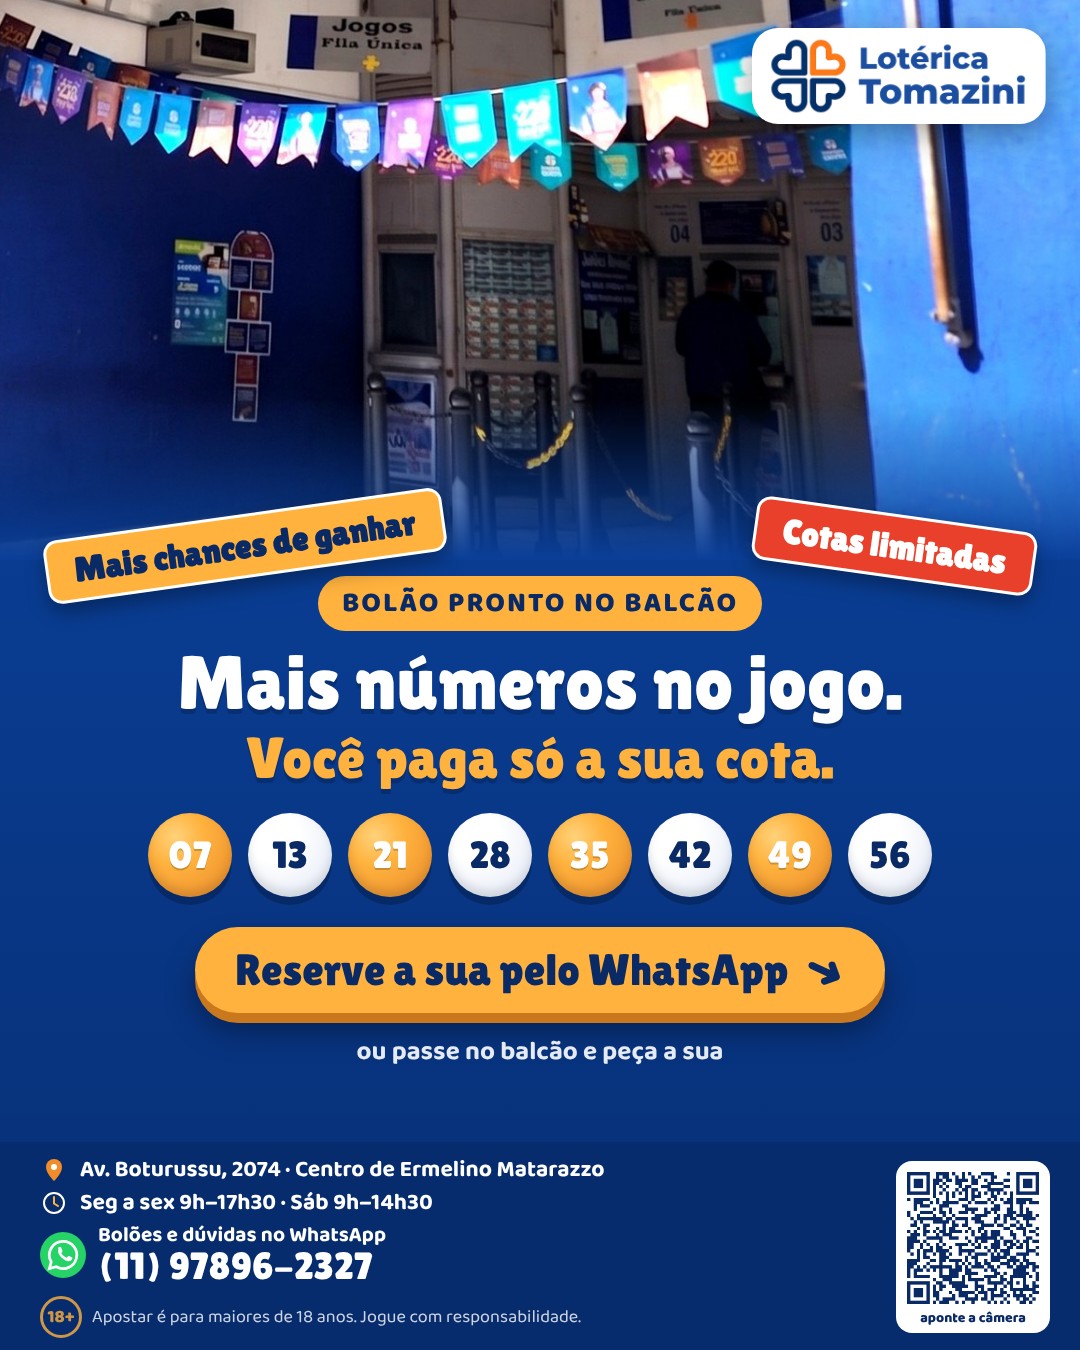 Jogos
Fila Única
Fila Única
Lotérica
Tomazini
04
03
Mais chances de ganhar
Cotas limitadas
BOLÃO PRONTO NO BALCÃO
Mais números no jogo.
Você paga só a sua cota.
07 13 21 28 35 42 49 56
Reserve a sua pelo WhatsApp
ou passe no balcão e peça a sua
Av. Boturussu, 2074 · Centro de Ermelino Matarazzo
Seg a sex 9h–17h30 · Sáb 9h–14h30
Bolões e dúvidas no WhatsApp
(11) 97896–2327
18+ Apostar é para maiores de 18 anos. Jogue com responsabilidade.
aponte a câmera